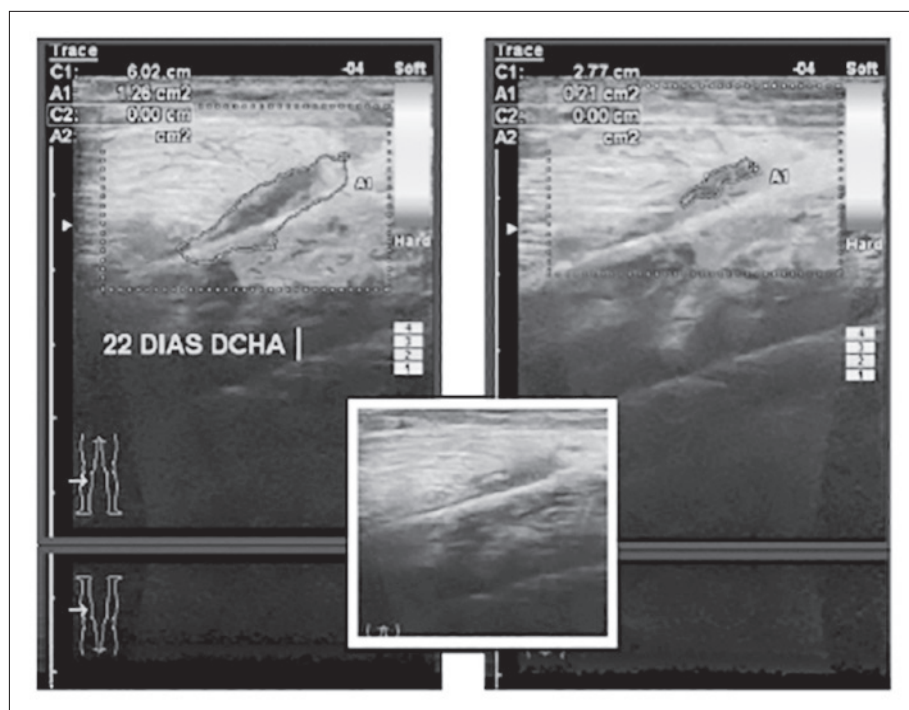 Trace
C1: 6.02 cm -04 Soft
A1 1.26 cm2
C2: 0.00 cm
A2: cm2
A1
Hard
22 DIAS DCHA
4
3
2
1
Trace
C1: 2.77 cm -04 Soft
A1 0.21 cm2
C2: 0.00 cm
A2: cm2
A1
Hard
4
3
2
1